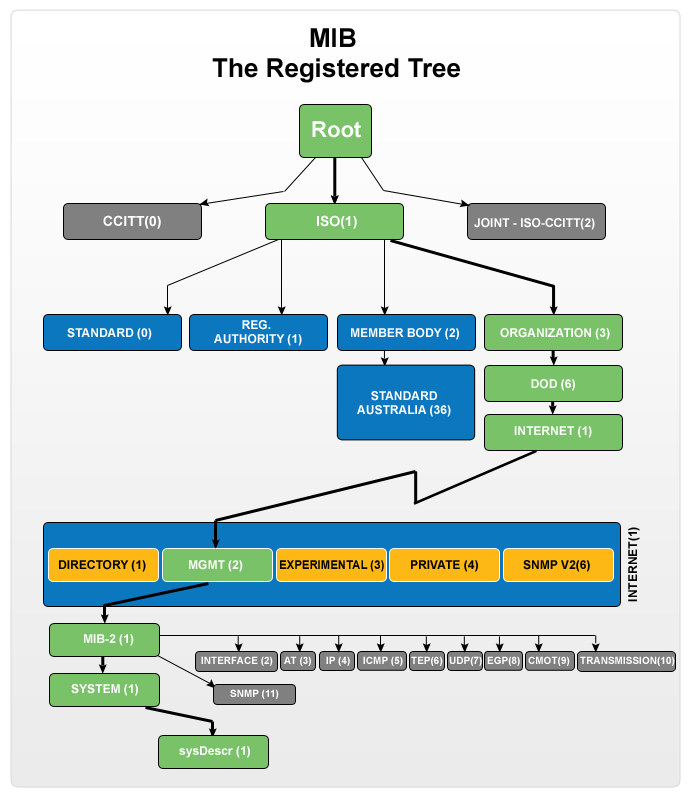 MIB
The Registered Tree
Root
CCITT(0)
ISO(1)
JOINT - ISO-CCITT(2)
STANDARD (0)
REG.
AUTHORITY (1)
MEMBER BODY (2)
ORGANIZATION (3)
STANDARD
AUSTRALIA (36)
DOD (6)
INTERNET (1)
DIRECTORY (1)
MGMT (2)
EXPERIMENTAL (3)
PRIVATE (4)
SNMP V2(6)
INTERNET(1)
MIB-2 (1)
INTERFACE (2)
AT (3)
IP (4)
ICMP (5)
TEP(6)
UDP(7)
EGP(8)
CMOT(9)
TRANSMISSION(10)
SYSTEM (1)
SNMP (11)
sysDescr (1)